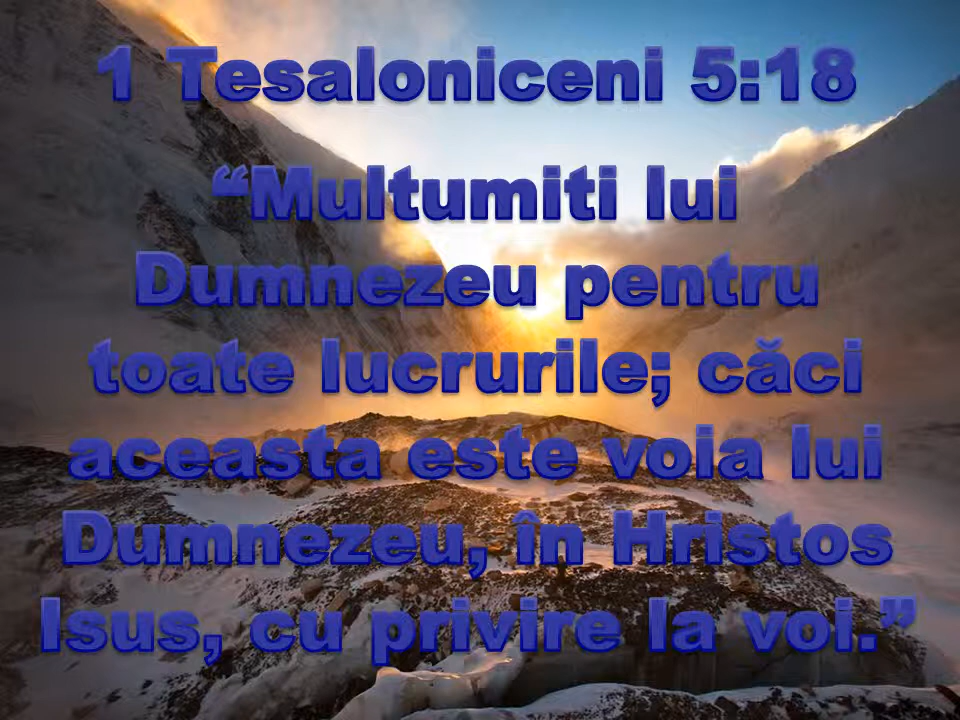 1 Tesaloniceni 5:18
“Multumiti lui
Dumnezeu pentru
toate lucrurile; căci
aceasta este voia lui
Dumnezeu, în Hristos
Isus, cu privire la voi.”